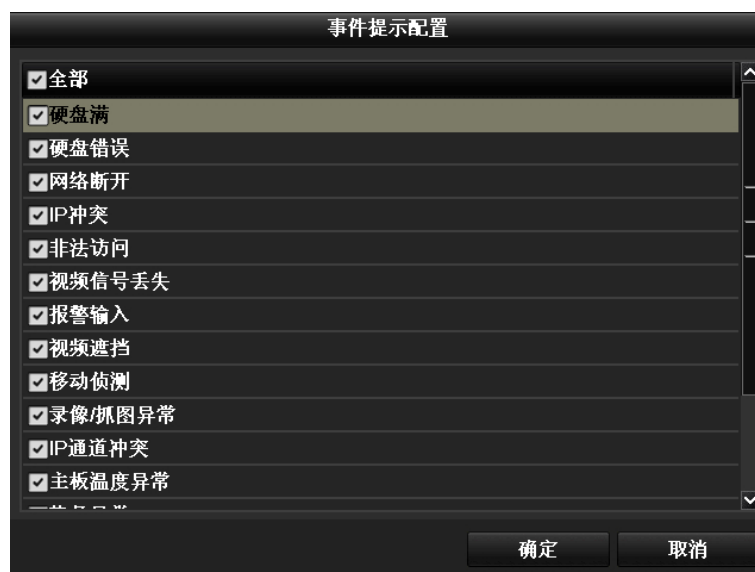 事件提示配置
全部
硬盘满
硬盘错误
网络断开
IP冲突
非法访问
视频信号丢失
报警输入
视频遮挡
移动侦测
录像/抓图异常
IP通道冲突
主板温度异常
确定
取消